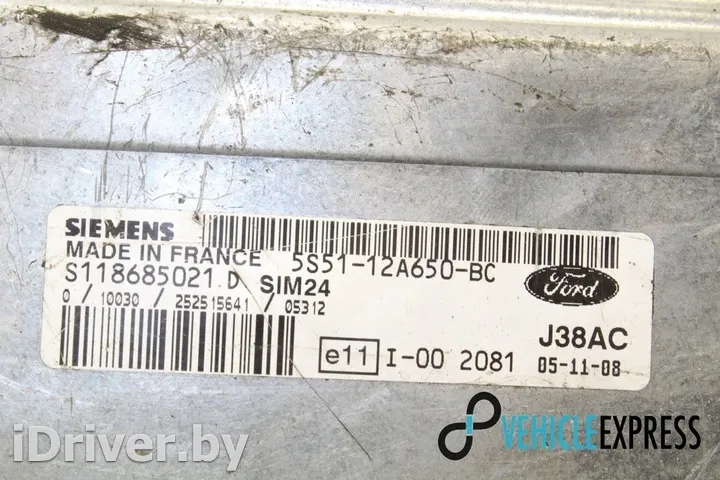 SIEMENS
MADE IN FRANCE 5S51-12A650-BC
S118685021.D SIM24
0 / 10030 / 252515641 / 05312
Ford
J38AC
e11 I-00 2081 05-11-08
iDriver.by
VEHICLEEXPRESS